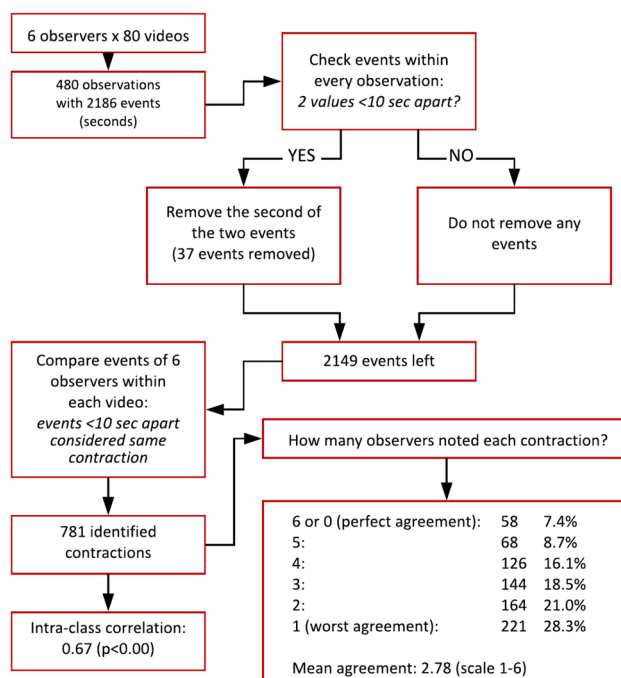 6 observers x 80 videos
480 observations
with 2186 events
(seconds)
Check events within
every observation:
2 values <10 sec apart?
YES
NO
Remove the second of
the two events
(37 events removed)
Do not remove any
events
2149 events left
Compare events of 6
observers within
each video:
events <10 sec apart
considered same
contraction
How many observers noted each contraction?
781 identified
contractions
6 or 0 (perfect agreement): 58 7.4%
5: 68 8.7%
4: 126 16.1%
3: 144 18.5%
2: 164 21.0%
1 (worst agreement): 221 28.3%
Mean agreement: 2.78 (scale 1-6)
Intra-class correlation:
0.67 (p<0.00)